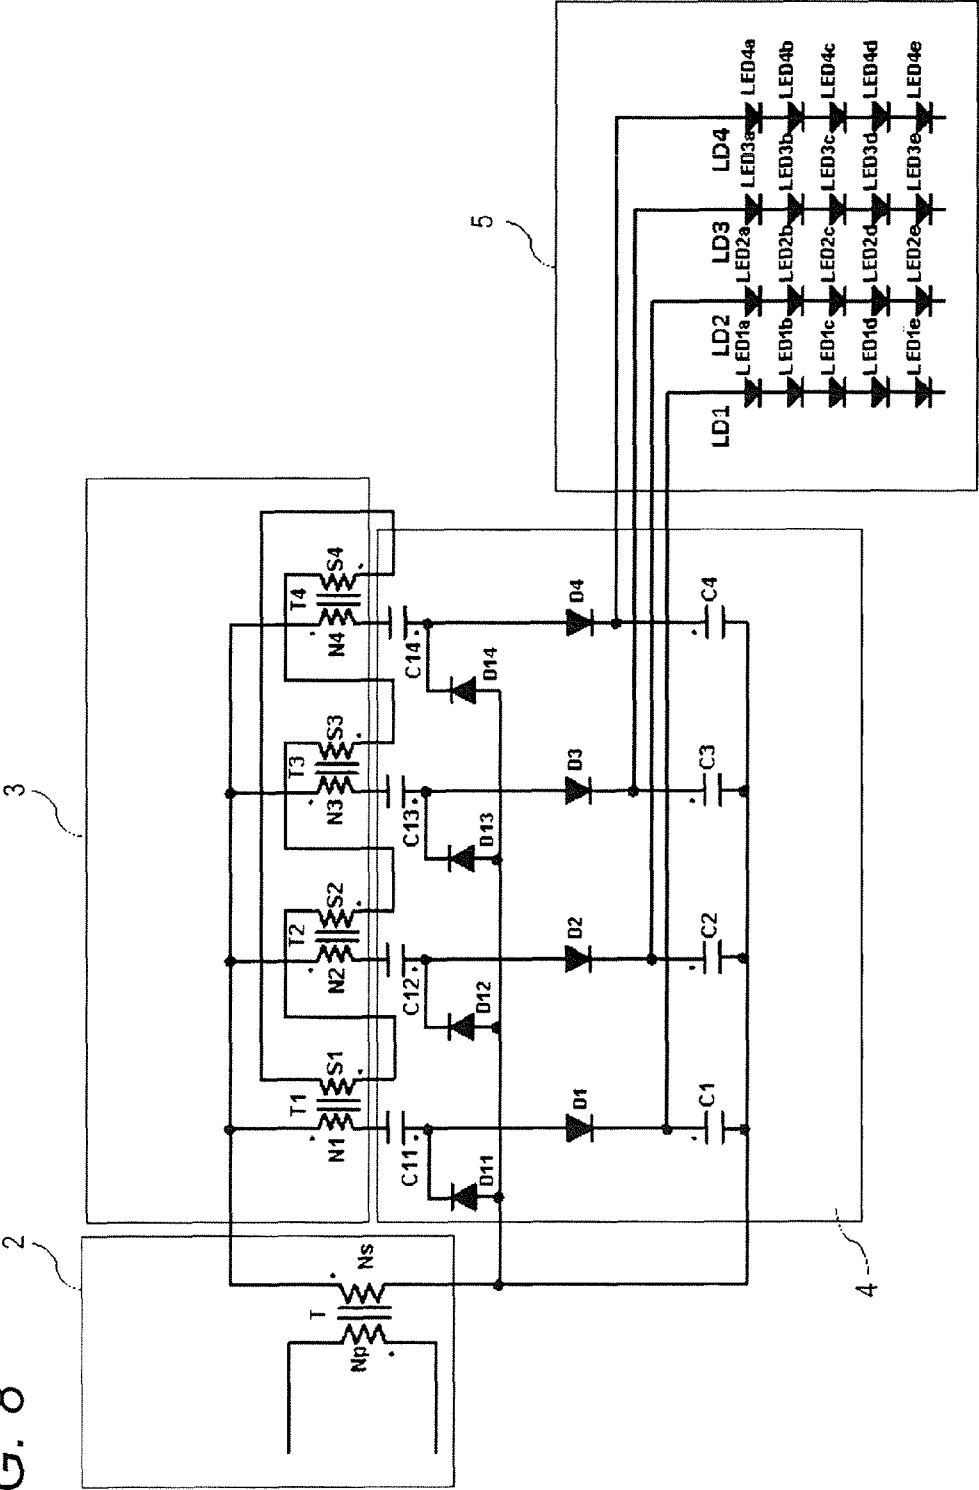 G. 8
2
3
4
5
T
Np
Ns
T1
N1
S1
T2
N2
S2
T3
N3
S3
T4
N4
S4
C11
C12
C13
C14
D11
D12
D13
D14
D1
D2
D3
D4
C1
C2
C3
C4
LD1
LD2
LD3
LD4
LED1a
LED2a
LED3a
LED4a
LED1b
LED2b
LED3b
LED4b
LED1c
LED2c
LED3c
LED4c
LED1d
LED2d
LED3d
LED4d
LED1e
LED2e
LED3e
LED4e